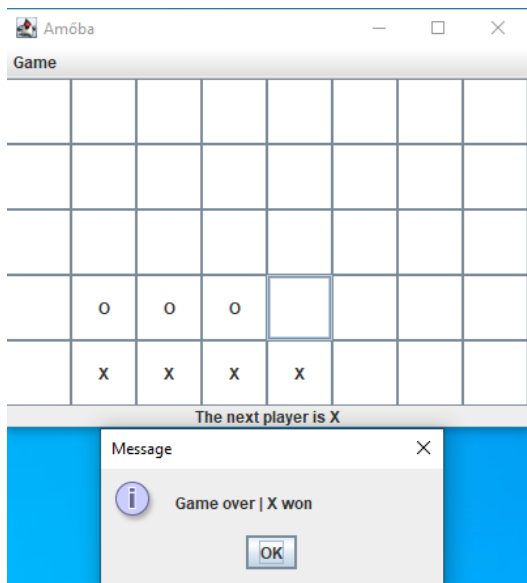 Amőba
Game
O O O
X X X X
The next player is X
Message
Game over | X won
OK